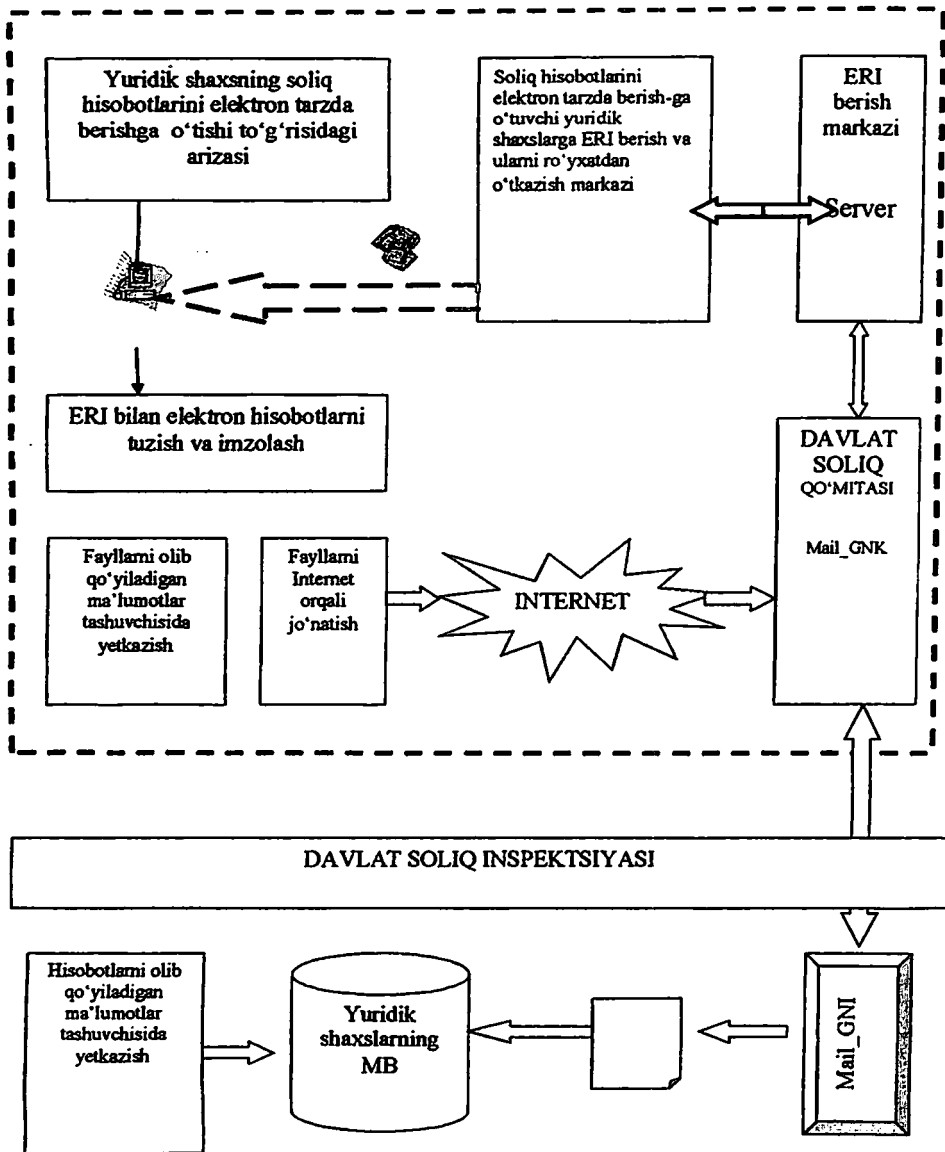 Yuridik shaxsning soliq
hisobotlarini elektron tarzda
berishga o‘tishi to‘g‘risidagi
arizasi
Soliq hisobotlarini
elektron tarzda berish-ga
o‘tuvchi yuridik
shaxslarga ERI berish va
ularni ro‘yxatdan
o‘tkazish markazi
ERI
berish
markazi
Server
ERI bilan elektron hisobotlarni
tuzish va imzolash
DAVLAT
SOLIQ
QO‘MITASI
Mail_GNK
Fayllarni olib
qo‘yiladigan
ma’lumotlar
tashuvchisida
yetkazish
Fayllarni
Internet
orqali
jo‘natish
INTERNET
DAVLAT SOLIQ INSPEKTSIYASI
Hisobotlarni olib
qo‘yiladigan
ma’lumotlar
tashuvchisida
yetkazish
Yuridik
shaxslarning
MB
Mail_GNI